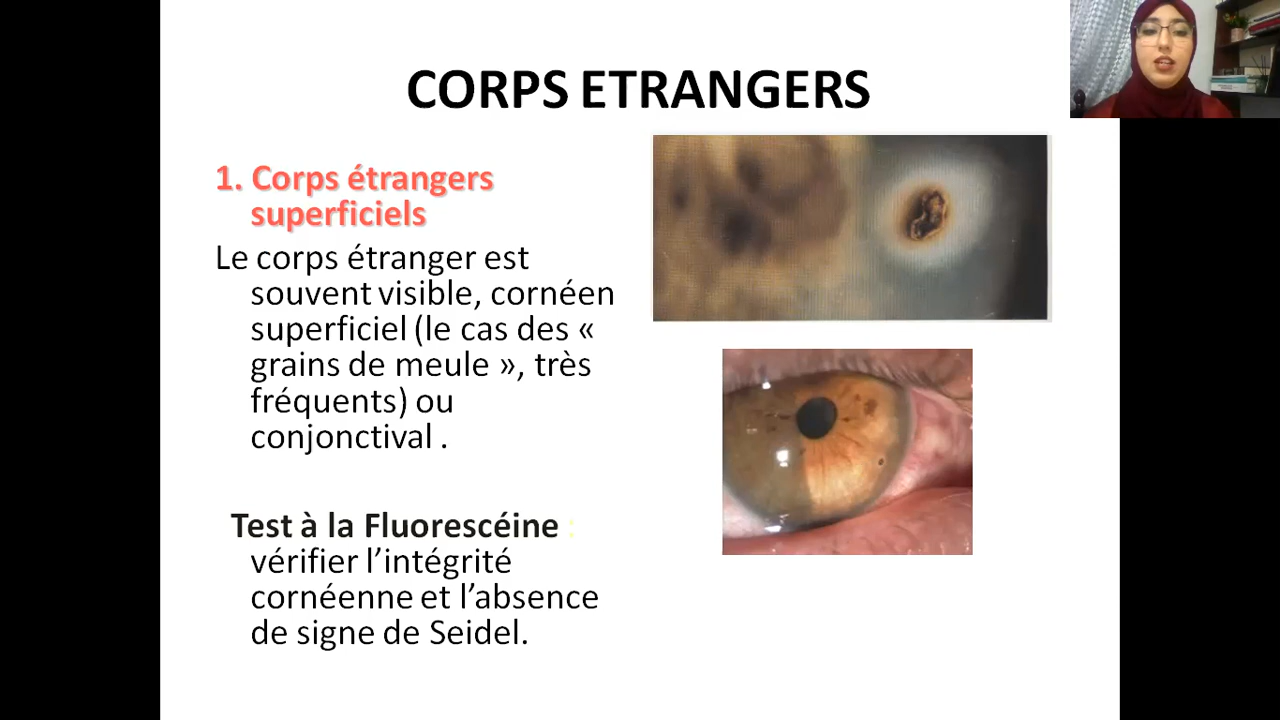 CORPS ETRANGERS
1. Corps étrangers
superficiels
Le corps étranger est
souvent visible, cornéen
superficiel (le cas des «
grains de meule », très
fréquents) ou
conjonctival .
Test à la Fluorescéine :
vérifier l’intégrité
cornéenne et l’absence
de signe de Seidel.